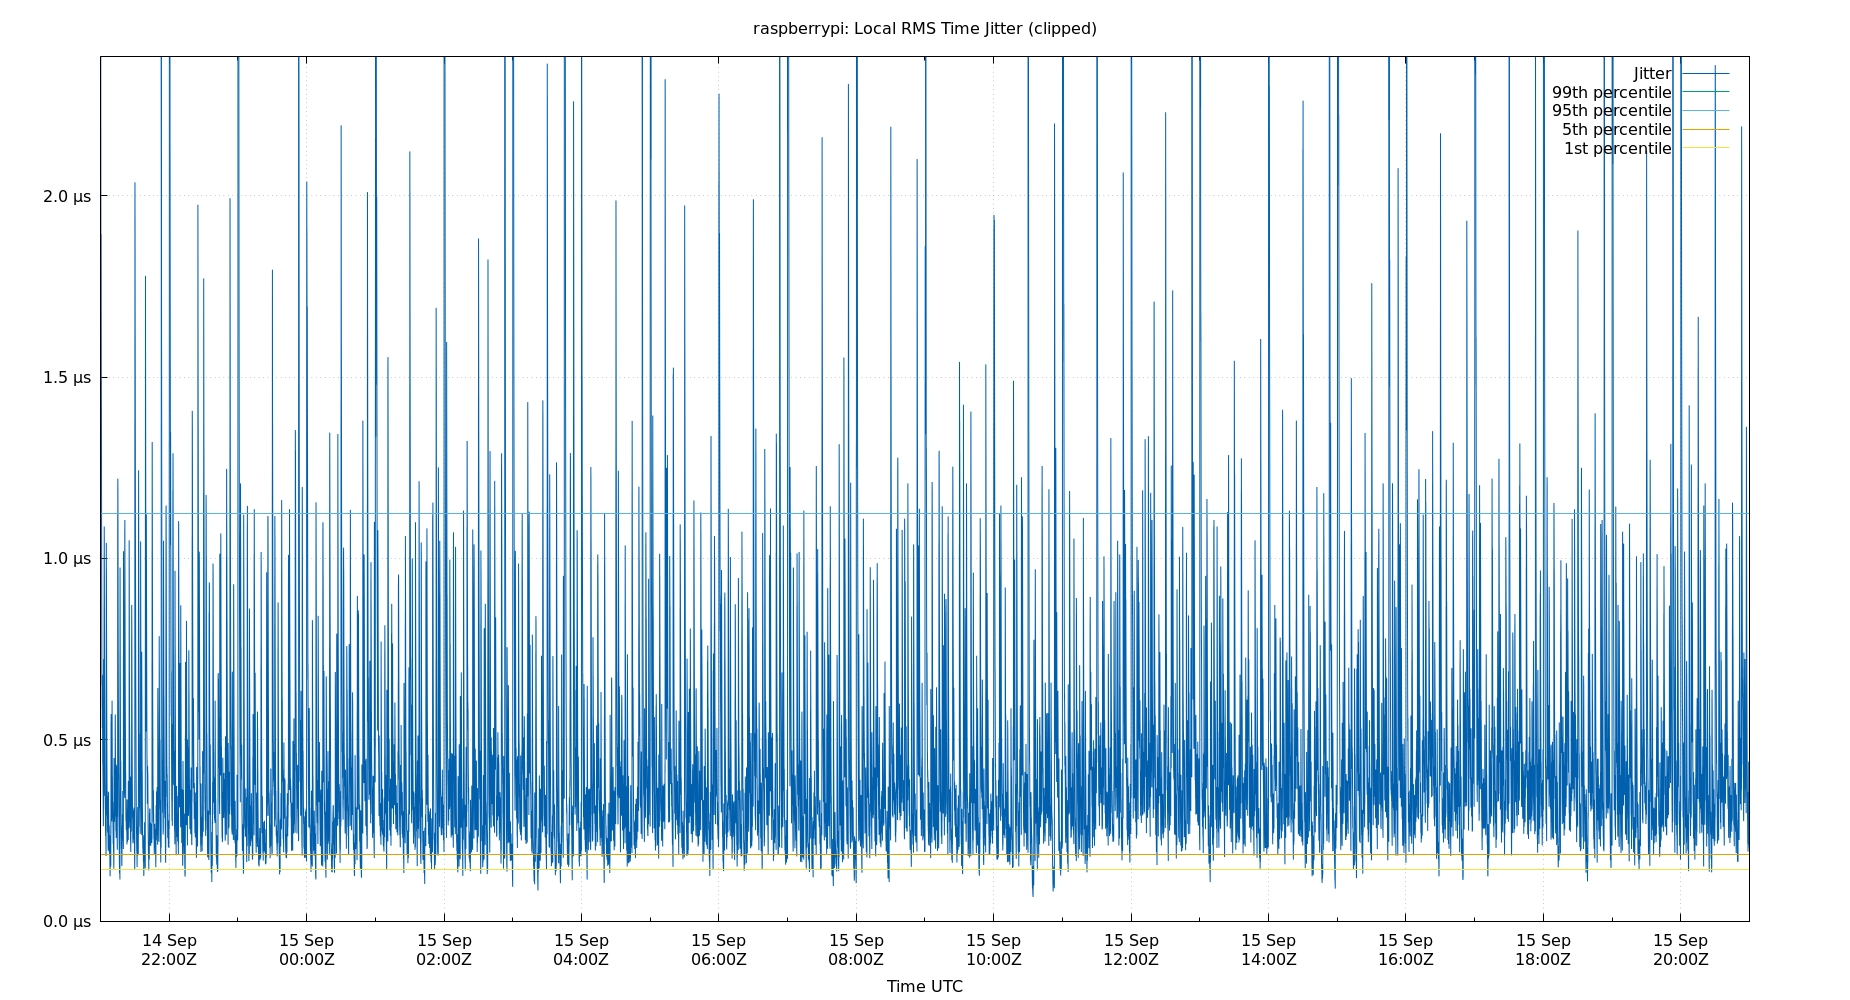 raspberrypi: Local RMS Time Jitter (clipped)
Jitter
99th percentile
95th percentile
5th percentile
1st percentile
2.0 µs
1.5 µs
1.0 µs
0.5 µs
0.0 µs
14 Sep 15 Sep 15 Sep 15 Sep 15 Sep 15 Sep 15 Sep 15 Sep 15 Sep 15 Sep 15 Sep 15 Sep
22:00Z 00:00Z 02:00Z 04:00Z 06:00Z 08:00Z 10:00Z 12:00Z 14:00Z 16:00Z 18:00Z 20:00Z
Time UTC